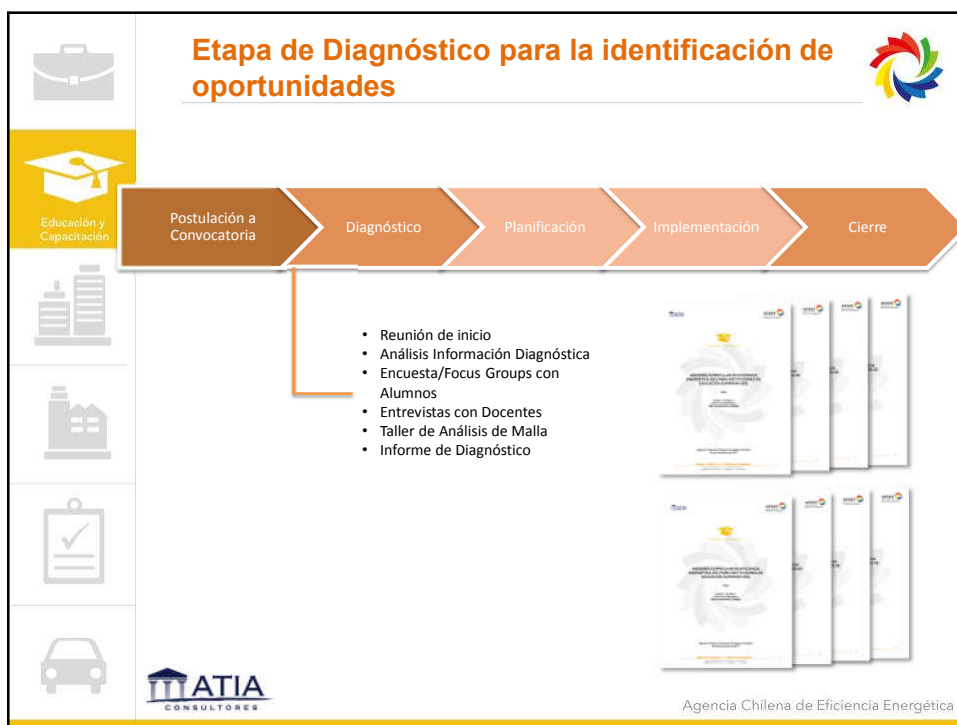 Etapa de Diagnóstico para la identificación de
oportunidades
Educación y
Capacitación
Postulación a
Convocatoria
Diagnóstico
Planificación
Implementación
Cierre
• Reunión de inicio
• Análisis Información Diagnóstica
• Encuesta/Focus Groups con
Alumnos
• Entrevistas con Docentes
• Taller de Análisis de Malla
• Informe de Diagnóstico
ATIA
CONSULTORES
Agencia Chilena de Eficiencia Energética